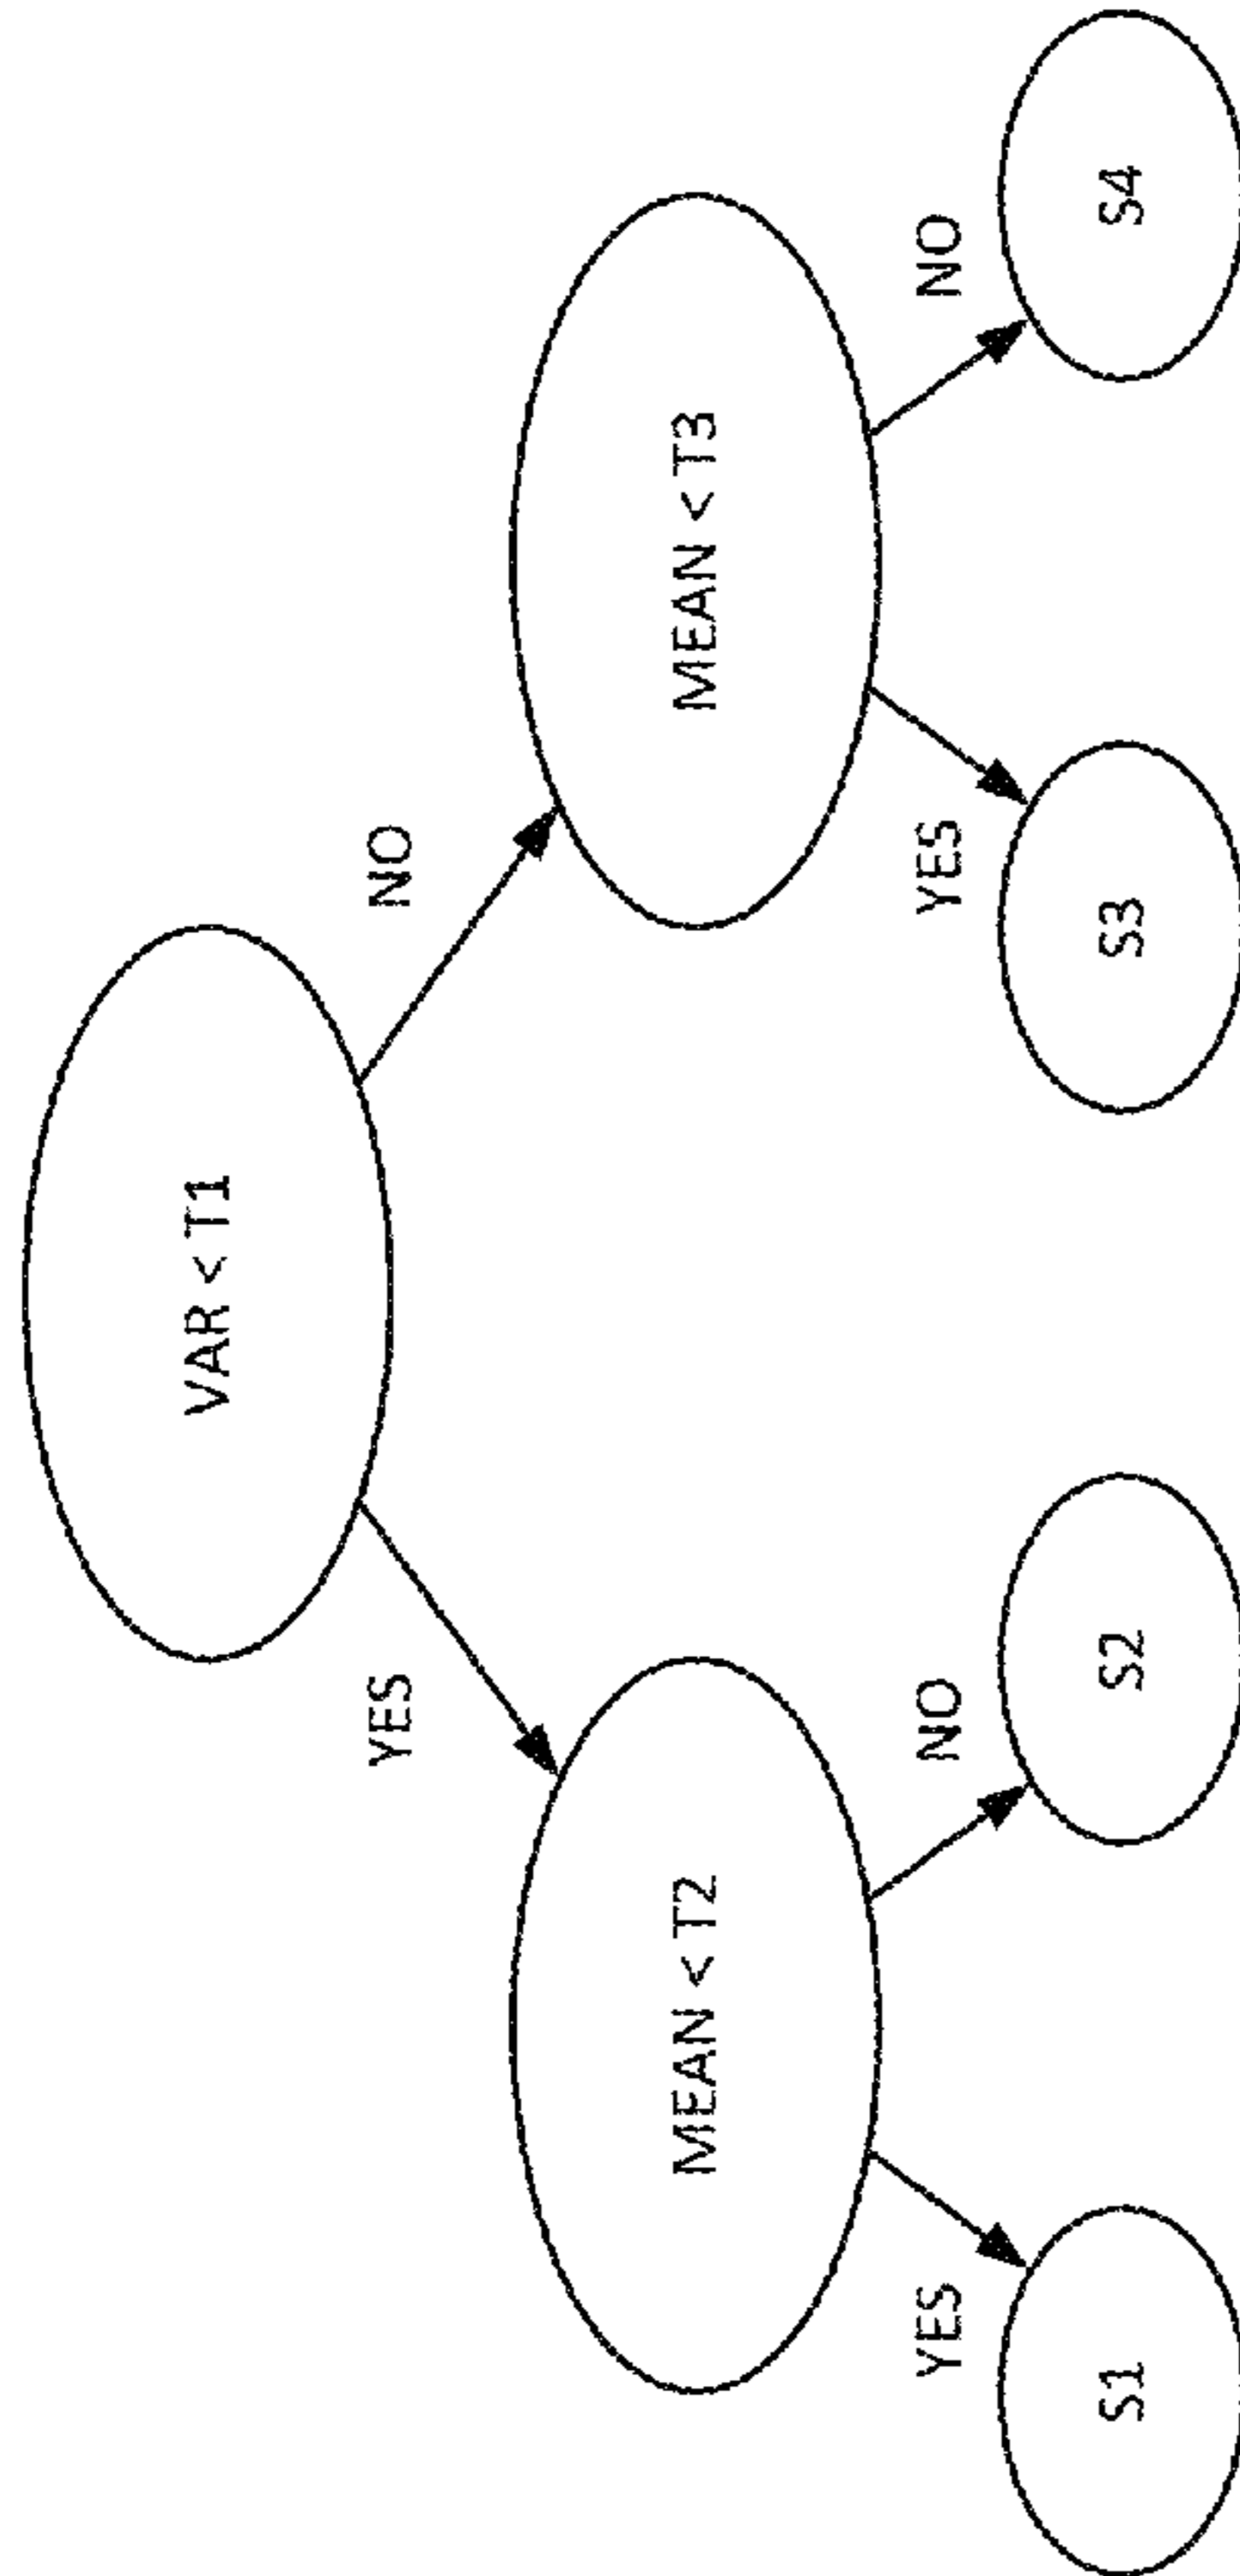 VAR < T1
YES
NO
MEAN < T2
MEAN < T3
YES
NO
YES
NO
S1
S2
S3
S4